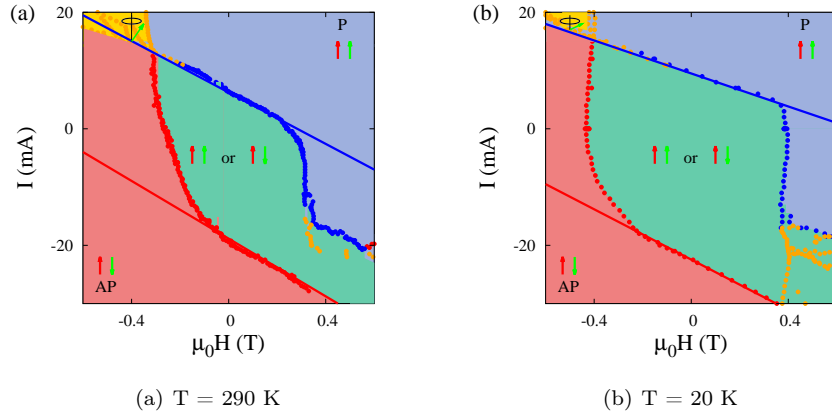 (a)
20
0
-20
I (mA)
P
or
AP
-0.4
0
0.4
μ₀H (T)
(a) T = 290 K
(b)
20
0
-20
I (mA)
P
or
AP
-0.4
0
0.4
μ₀H (T)
(b) T = 20 K